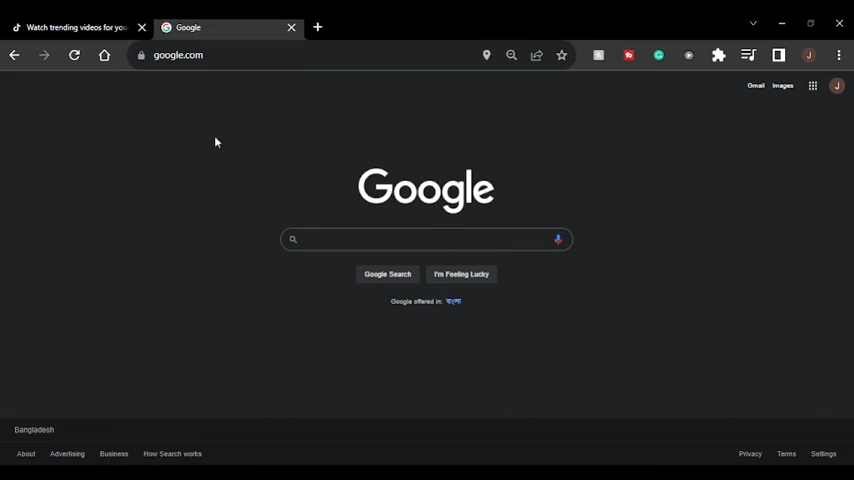 Watch trending videos for you
Google
google.com
Gmail Images
J
J
Google
Google Search I'm Feeling Lucky
Google offered in: বাংলা
Bangladesh
About Advertising Business How Search works
Privacy Terms Settings